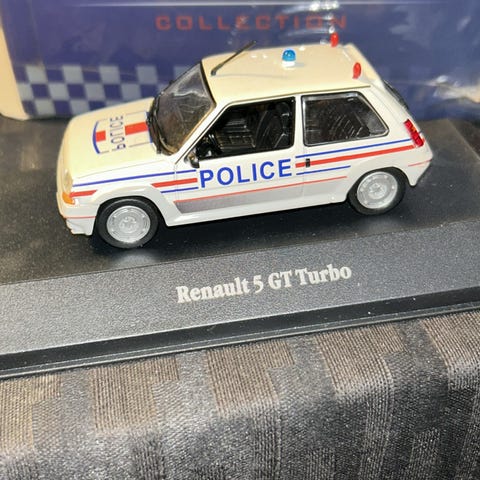 COLLECTION
POLICE
POLICE
Renault 5 GT Turbo